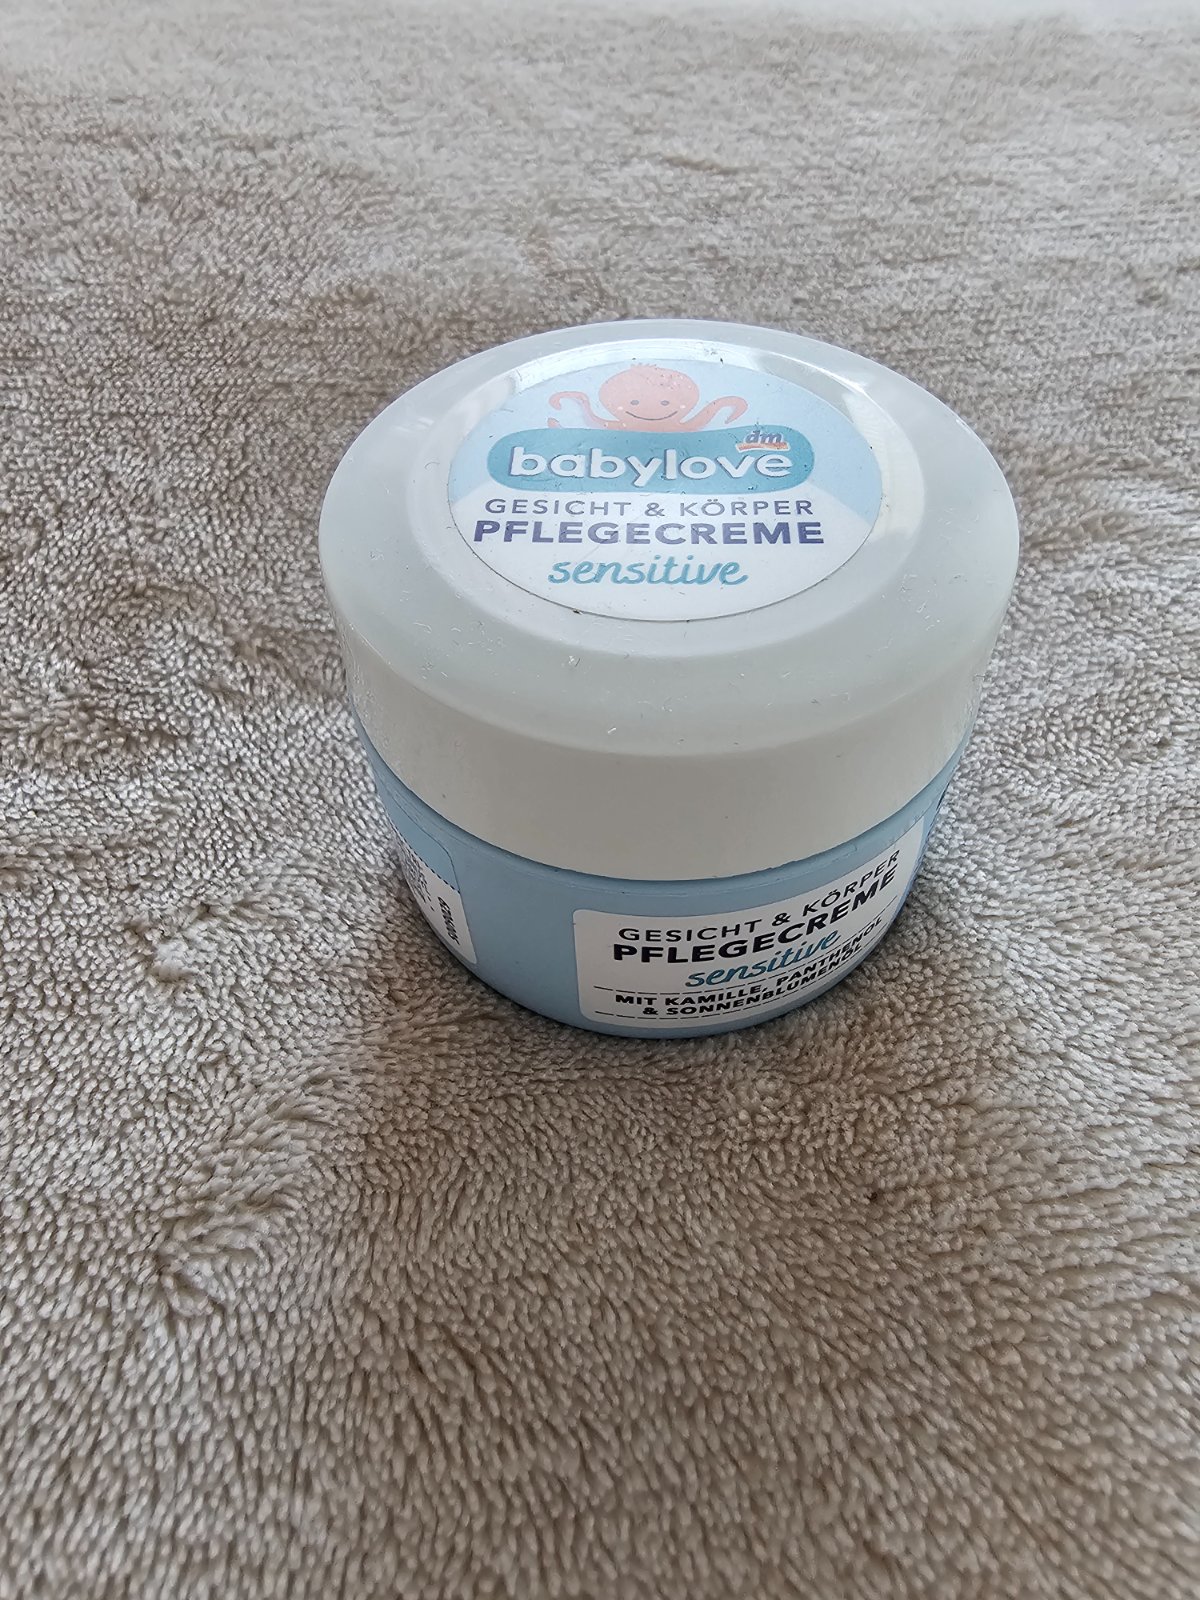 dm
babylove
GESICHT & KÖRPER
PFLEGECREME
sensitive
GESICHT & KÖRPER
PFLEGECREME
sensitive
MIT KAMILLE, PANTHENOL
& SONNENBLUMENÖL